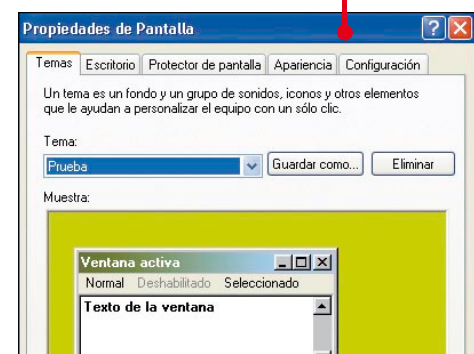 Propiedades de Pantalla
Temas Escritorio Protector de pantalla Apariencia Configuración
Un tema es un fondo y un grupo de sonidos, iconos y otros elementos
que le ayudan a personalizar el equipo con un sólo clic.
Tema:
Prueba Guardar como... Eliminar
Muestra:
Ventana activa
Normal Deshabilitado Seleccionado
Texto de la ventana